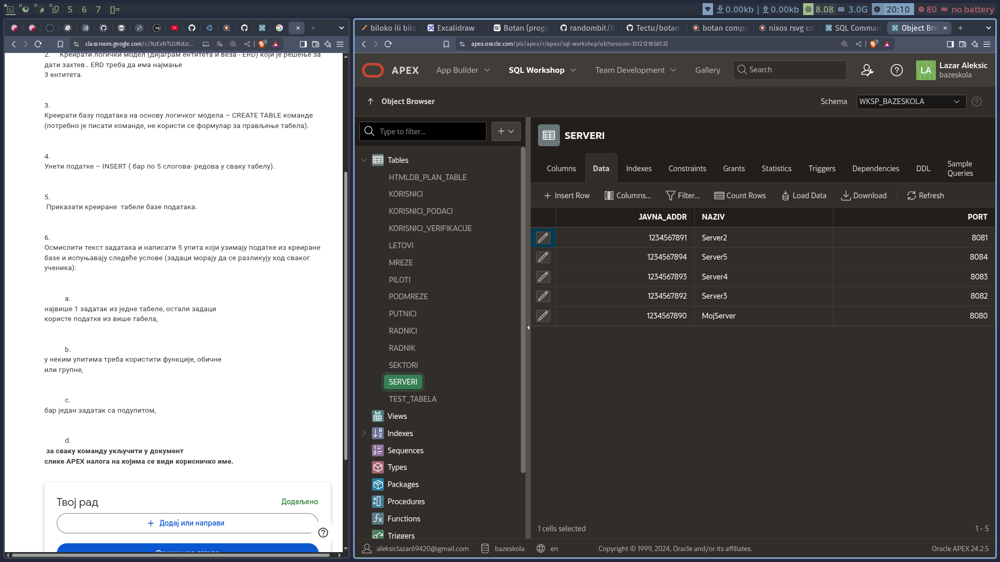 5 6 7 []=
0.00kb | 0.00kb 8.08 3.0G 20:10 80 no battery
classroom.google.com/c/NzExNTU3MzUz...
2. Креирати логички модел (дијаграм ентитета и веза - ERD) који је решење за
дати захтев.. ERD треба да има најмање
3 ентитета.
3.
Креирати базу података на основу логичког модела – CREATE TABLE команде
(потребно је писати команде, не користи се формулар за прављење табела).
4.
Унети податке – INSERT ( бар по 5 слогова- редова у сваку табелу).
5.
Приказати креиране табеле базе података.
6.
Осмислити текст задатака и написати 5 упита који узимају податке из креиране
базе и испуњавају следеће услове (задаци морају да се разликују код сваког
ученика):
a.
највише 1 задатак из једне табеле, остали задаци
користе податке из више табела,
b.
у неким упитима треба користити функције, обичне
или групне,
c.
бар један задатак са подупитом,
d.
за сваку команду укључити у документ
слике APEX налога на којима се види корисничко име.
Твој рад
Додељено
Додај или направи
biloko ili bilo
Excalidraw
Botan (progra
randombit/b
Tectu/botan-
botan compo
nixos rsvg co
SQL Comman
Object Bro
apex.oracle.com/pls/apex/r/apex/sql-workshop/ob?session=3512721858532
APEX
App Builder
SQL Workshop
Team Development
Gallery
Search
LA
Lazar Aleksic
bazeskola
Object Browser
Schema
WKSP_BAZESKOLA
Type to filter...
Tables
HTMLDB_PLAN_TABLE
KORISNICI
KORISNICI_PODACI
KORISNICI_VERIFIKACIJE
LETOVI
MREZE
PILOTI
PODMREZE
PUTNICI
RADNICI
RADNIK
SEKTORI
SERVERI
TEST_TABELA
Views
Indexes
Sequences
Types
Packages
Procedures
Functions
Triggers
SERVERI
Columns Data Indexes Constraints Grants Statistics Triggers Dependencies DDL Sample Queries
Insert Row Columns... Filter... Count Rows Load Data Download Refresh
JAVNA_ADDR NAZIV PORT
1234567891 Server2 8081
1234567894 Server5 8084
1234567893 Server4 8083
1234567892 Server3 8082
1234567890 MojServer 8080
1 cells selected
1 - 5
aleksiclazar69420@gmail.com bazeskola en Copyright © 1999, 2024, Oracle and/or its affiliates. Oracle APEX 24.2.5